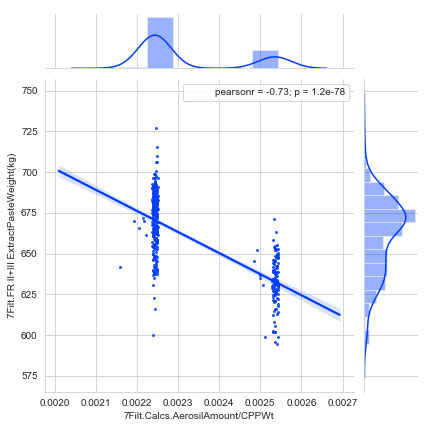 pearsonr = -0.73; p = 1.2e-78
750
725
700
675
650
625
600
575
7Filt.FR I+II ExtractPasteWeight(kg)
0.0020 0.0021 0.0022 0.0023 0.0024 0.0025 0.0026 0.0027
7Filt.Calcs.AerosilAmount/CPPWt